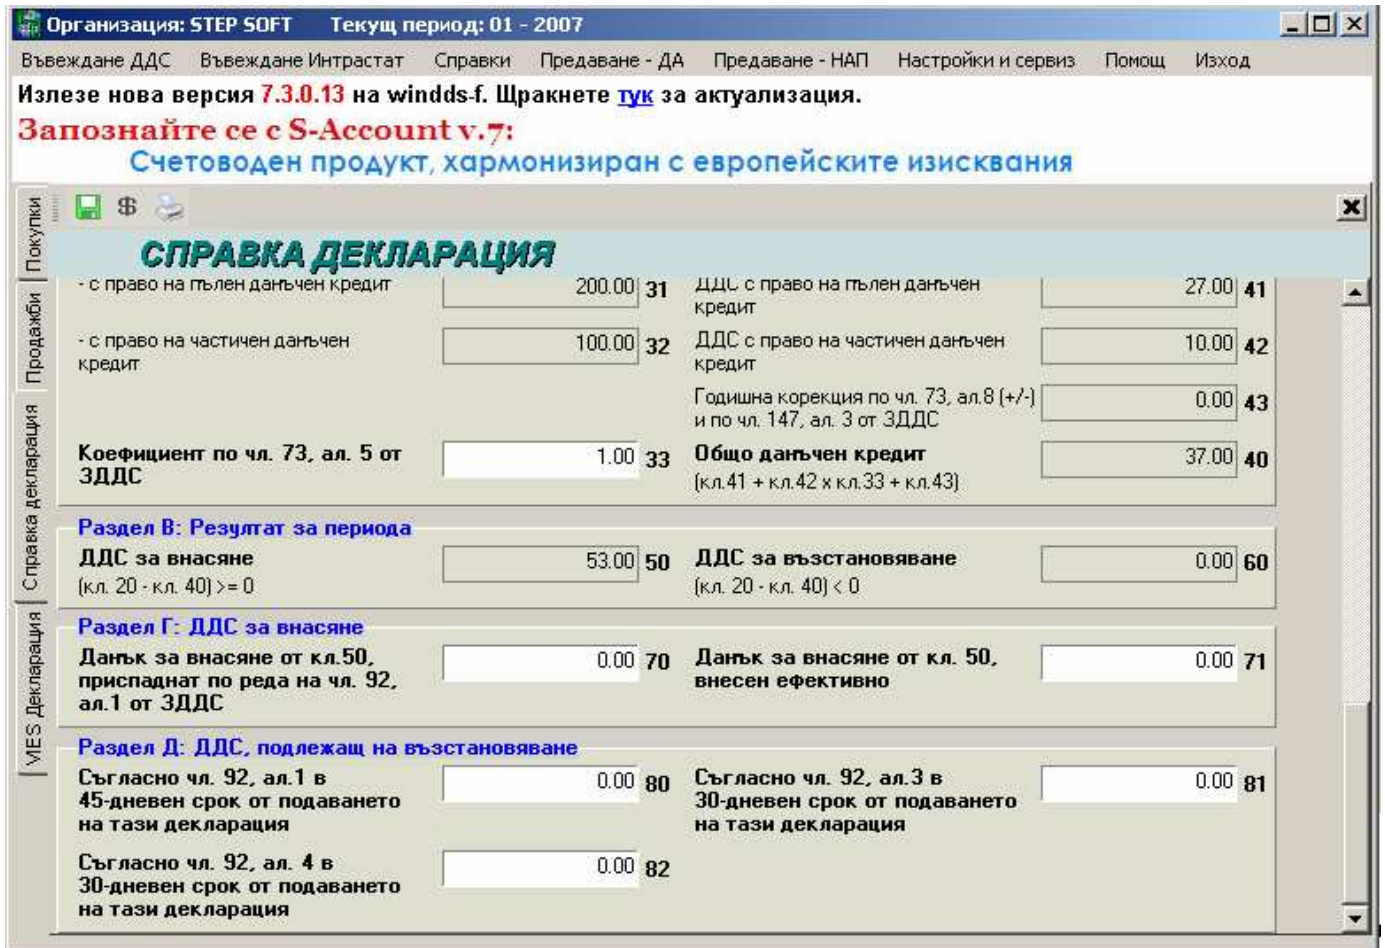 Организация: STEP SOFT Текущ период: 01 - 2007
Въвеждане ДДС Въвеждане Интрастат Справки Предаване - ДА Предаване - НАП Настройки и сервиз Помощ Изход
Излезе нова версия 7.3.0.13 на windds-f. Щракнете тук за актуализация.
Запознайте се с S-Account v.7:
Счетоводен продукт, хармонизиран с европейските изисквания
Покупки
Продажби
Справка декларация
VIES Декларация
СПРАВКА ДЕКЛАРАЦИЯ
- с право на пълен данъчен кредит 200.00 31 ДДС с право на пълен данъчен
кредит 27.00 41
- с право на частичен данъчен
кредит 100.00 32 ДДС с право на частичен данъчен
кредит 10.00 42
Годишна корекция по чл. 73, ал.8 (+/-)
и по чл. 147, ал. 3 от ЗДДС 0.00 43
Коефициент по чл. 73, ал. 5 от
ЗДДС 1.00 33 Общо данъчен кредит
(кл.41 + кл.42 x кл.33 + кл.43) 37.00 40
Раздел В: Резултат за периода
ДДС за внасяне
(кл. 20 - кл. 40) >= 0 53.00 50 ДДС за възстановяване
(кл. 20 - кл. 40) < 0 0.00 60
Раздел Г: ДДС за внасяне
Данък за внасяне от кл.50,
приспаднат по реда на чл. 92,
ал.1 от ЗДДС 0.00 70 Данък за внасяне от кл. 50,
внесен ефективно 0.00 71
Раздел Д: ДДС, подлежащ на възстановяване
Съгласно чл. 92, ал.1 в
45-дневен срок от подаването
на тази декларация 0.00 80 Съгласно чл. 92, ал.3 в
30-дневен срок от подаването
на тази декларация 0.00 81
Съгласно чл. 92, ал. 4 в
30-дневен срок от подаването
на тази декларация 0.00 82